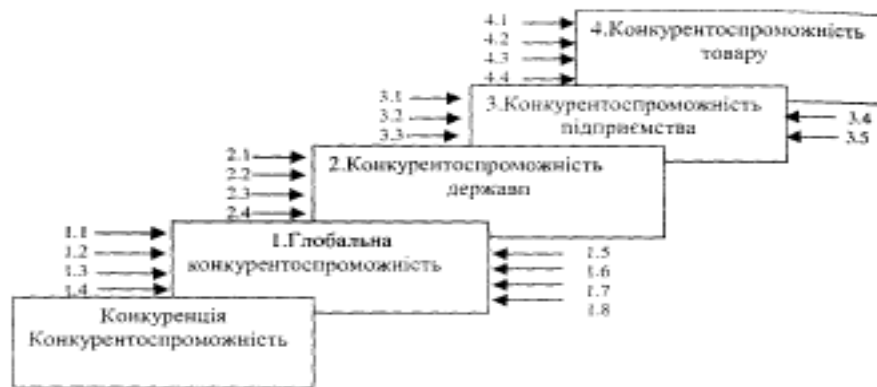 4.1
4.2
4.3
4.4
4.Конкурентоспроможність
товару
3.1
3.2
3.3
3.Конкурентоспроможність
підприємства
3.4
3.5
2.1
2.2
2.3
2.4
2.Конкурентоспроможність
держави
1.1
1.2
1.3
1.4
1.Глобальна
конкурентоспроможність
1.5
1.6
1.7
1.8
Конкуренція
Конкурентоспроможність